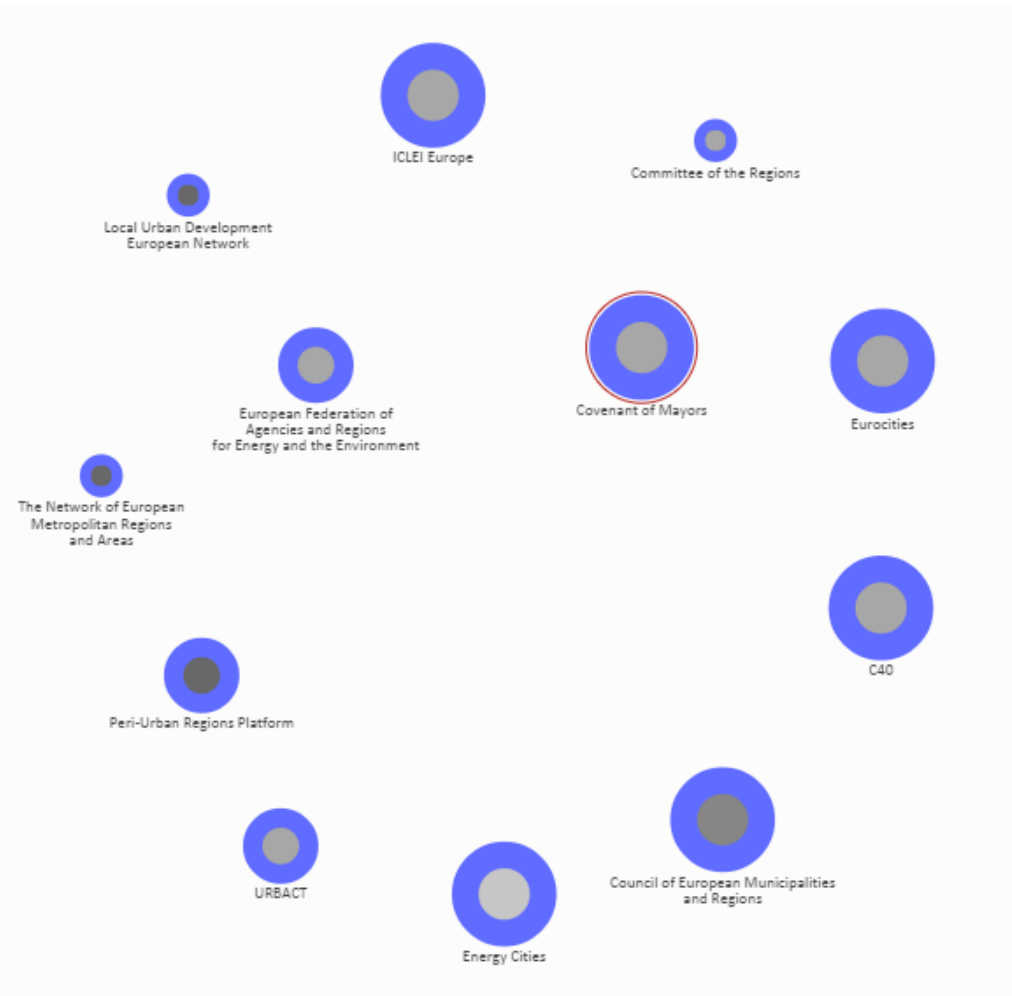 ICLEI Europe
Committee of the Regions
Local Urban Development
European Network
Covenant of Mayors
Eurocities
European Federation of
Agencies and Regions
for Energy and the Environment
The Network of European
Metropolitan Regions
and Areas
C40
Peri-Urban Regions Platform
URBACT
Council of European Municipalities
and Regions
Energy Cities